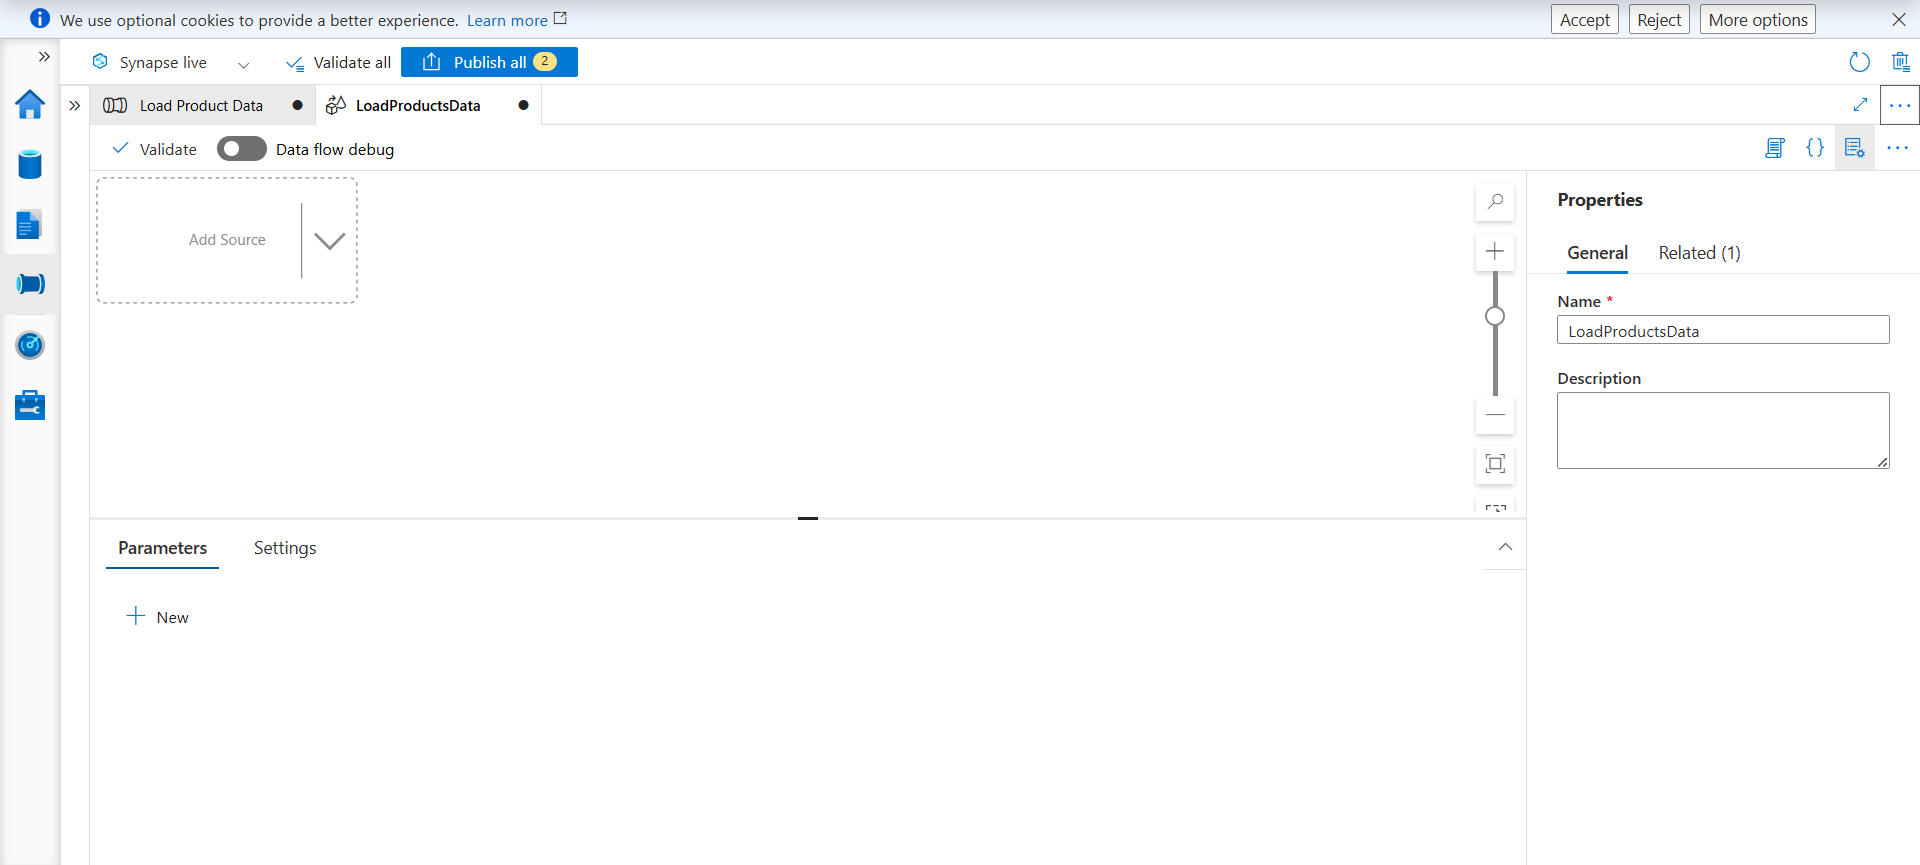 We use optional cookies to provide a better experience. Learn more
Accept
Reject
More options
Synapse live
Validate all
Publish all 2
Load Product Data
LoadProductsData
Validate
Data flow debug
Add Source
Properties
General
Related (1)
Name *
LoadProductsData
Description
Parameters
Settings
New